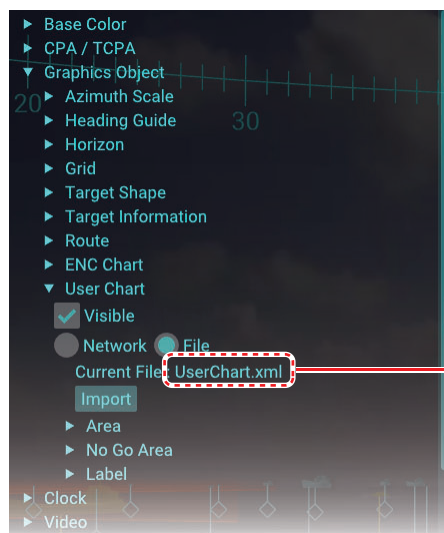 Base Color
CPA / TCPA
Graphics Object
20
Azimuth Scale
Heading Guide
30
Horizon
Grid
Target Shape
Target Information
Route
ENC Chart
User Chart
Visible
Network File
Current File: UserChart.xml
Import
Area
No Go Area
Label
Clock
Video